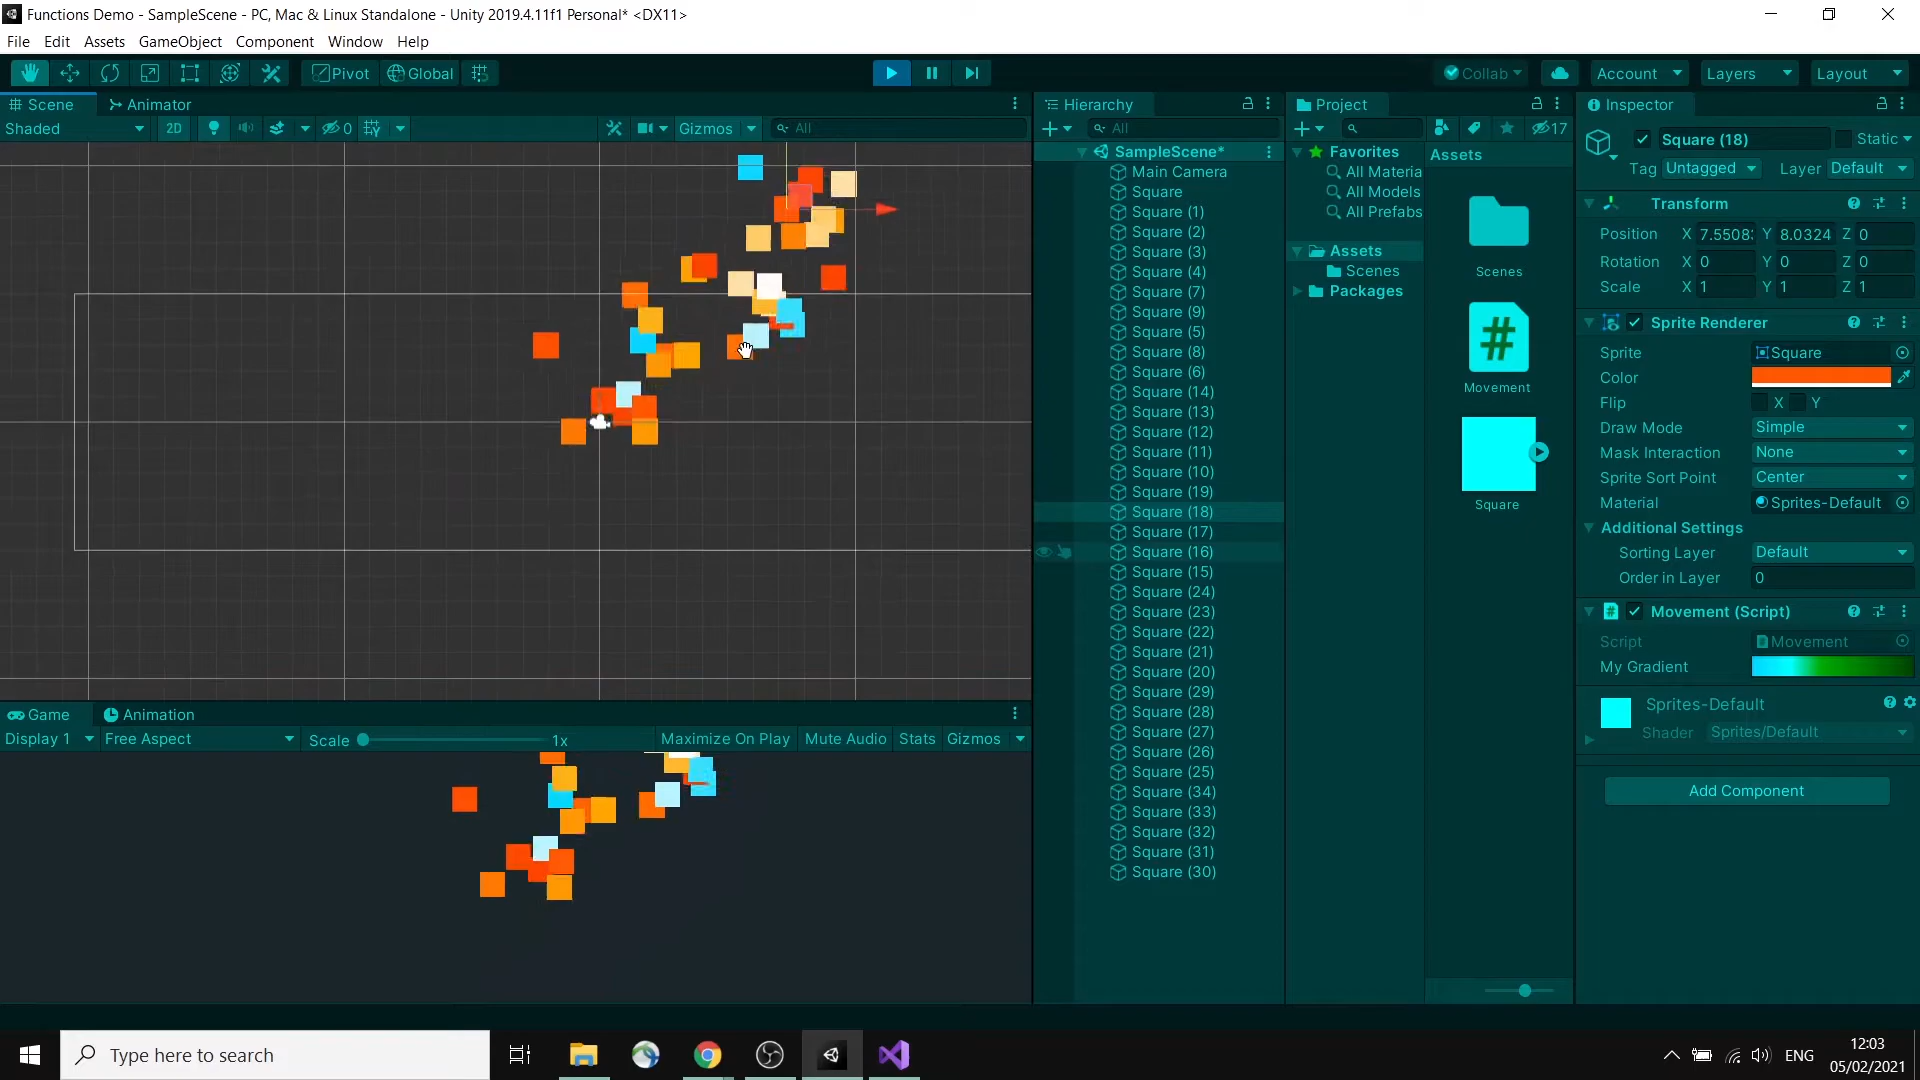 Functions Demo - SampleScene - PC, Mac & Linux Standalone - Unity 2019.4.11f1 Personal* <DX11>
File Edit Assets GameObject Component Window Help
Pivot Global Collab Account Layers Layout
Scene Animator
Shaded 2D 0 Gizmos All
Hierarchy
All
SampleScene*
Main Camera
Square
Square (1)
Square (2)
Square (3)
Square (4)
Square (7)
Square (9)
Square (5)
Square (8)
Square (6)
Square (14)
Square (13)
Square (12)
Square (11)
Square (10)
Square (19)
Square (18)
Square (17)
Square (16)
Square (15)
Square (24)
Square (23)
Square (22)
Square (21)
Square (20)
Square (29)
Square (28)
Square (27)
Square (26)
Square (25)
Square (34)
Square (33)
Square (32)
Square (31)
Square (30)
Project
17
Favorites
All Materia
All Models
All Prefabs
Assets
Scenes
Packages
Assets
Scenes
#
Movement
Square
Inspector
Square (18) Static
Tag Untagged Layer Default
Transform
Position X 7.5508 Y 8.0324 Z 0
Rotation X 0 Y 0 Z 0
Scale X 1 Y 1 Z 1
Sprite Renderer
Sprite Square
Color
Flip X Y
Draw Mode Simple
Mask Interaction None
Sprite Sort Point Center
Material Sprites-Default
Additional Settings
Sorting Layer Default
Order in Layer 0
# Movement (Script)
Script Movement
My Gradient
Sprites-Default
Shader Sprites/Default
Add Component
Game Animation
Display 1 Free Aspect Scale 1x Maximize On Play Mute Audio Stats Gizmos
Type here to search
ENG
12:03
05/02/2021